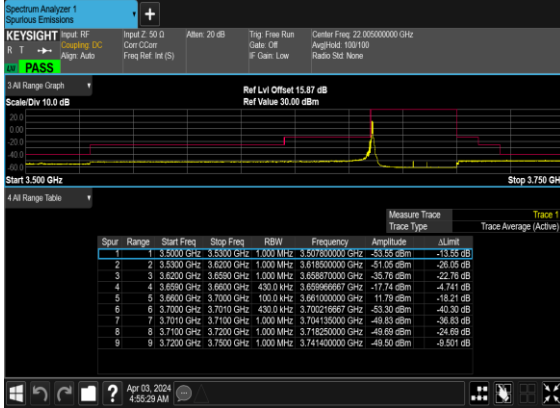 Spectrum Analyzer 1
Spurious Emissions
+
KEYSIGHT Input: RF Input Z: 50 Ω Atten: 20 dB Trig: Free Run Center Freq: 22.005000000 GHz
R T Coupling: DC Corr CCorr Gate: Off Avg|Hold: 100/100
Align: Auto Freq Ref: Int (S) IF Gain: Low Radio Std: None
PASS
3 All Range Graph
Ref Lvl Offset 15.87 dB
Scale/Div 10.0 dB Ref Value 30.00 dBm
20.0
0.00
-20.0
-40.0
-60.0
Start 3.500 GHz Stop 3.750 GH
4 All Range Table
Measure Trace Trace 1
Trace Type Trace Average (Active)
Spur Range Start Freq Stop Freq RBW Frequency Amplitude ΔLimit
1 1 3.5000 GHz 3.5300 GHz 1.000 MHz 3.507800000 GHz -53.55 dBm -13.55 dB
2 2 3.5300 GHz 3.6200 GHz 1.000 MHz 3.618500000 GHz -51.05 dBm -26.05 dB
3 3 3.6200 GHz 3.6590 GHz 1.000 MHz 3.658870000 GHz -35.76 dBm -22.76 dB
4 4 3.6590 GHz 3.6600 GHz 430.0 kHz 3.659966667 GHz -17.74 dBm -4.741 dB
5 5 3.6600 GHz 3.7000 GHz 100.0 kHz 3.661000000 GHz 11.79 dBm -18.21 dB
6 6 3.7000 GHz 3.7010 GHz 430.0 kHz 3.700216667 GHz -53.30 dBm -40.30 dB
7 7 3.7010 GHz 3.7100 GHz 1.000 MHz 3.704135000 GHz -49.83 dBm -36.83 dB
8 8 3.7100 GHz 3.7200 GHz 1.000 MHz 3.718250000 GHz -49.69 dBm -24.69 dB
9 9 3.7200 GHz 3.7500 GHz 1.000 MHz 3.741400000 GHz -49.50 dBm -9.501 dB
? Apr 03, 2024
4:55:29 AM